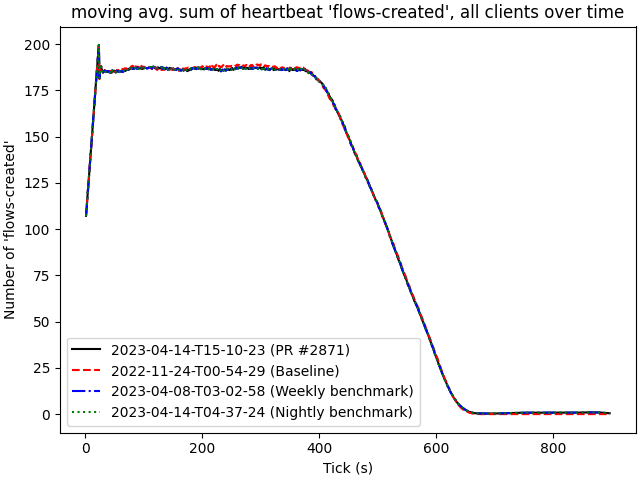 moving avg. sum of heartbeat 'flows-created', all clients over time
200
175
150
125
100
75
50
25
0
Number of 'flows-created'
2023-04-14-T15-10-23 (PR #2871)
2022-11-24-T00-54-29 (Baseline)
2023-04-08-T03-02-58 (Weekly benchmark)
2023-04-14-T04-37-24 (Nightly benchmark)
0 200 400 600 800
Tick (s)